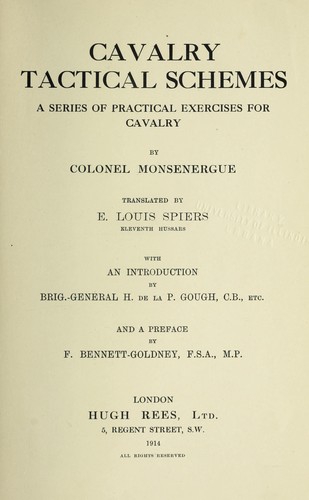 CAVALRY
TACTICAL SCHEMES
A SERIES OF PRACTICAL EXERCISES FOR
CAVALRY
BY
COLONEL MONSENERGUE
TRANSLATED BY
E. LOUIS SPIERS
ELEVENTH HUSSARS
WITH
AN INTRODUCTION
BY
BRIG.-GENERAL H. DE LA P. GOUGH, C.B., ETC.
AND A PREFACE
BY
F. BENNETT-GOLDNEY, F.S.A., M.P.
LONDON
HUGH REES, LTD.
5, REGENT STREET, S.W.
1914
ALL RIGHTS RESERVED